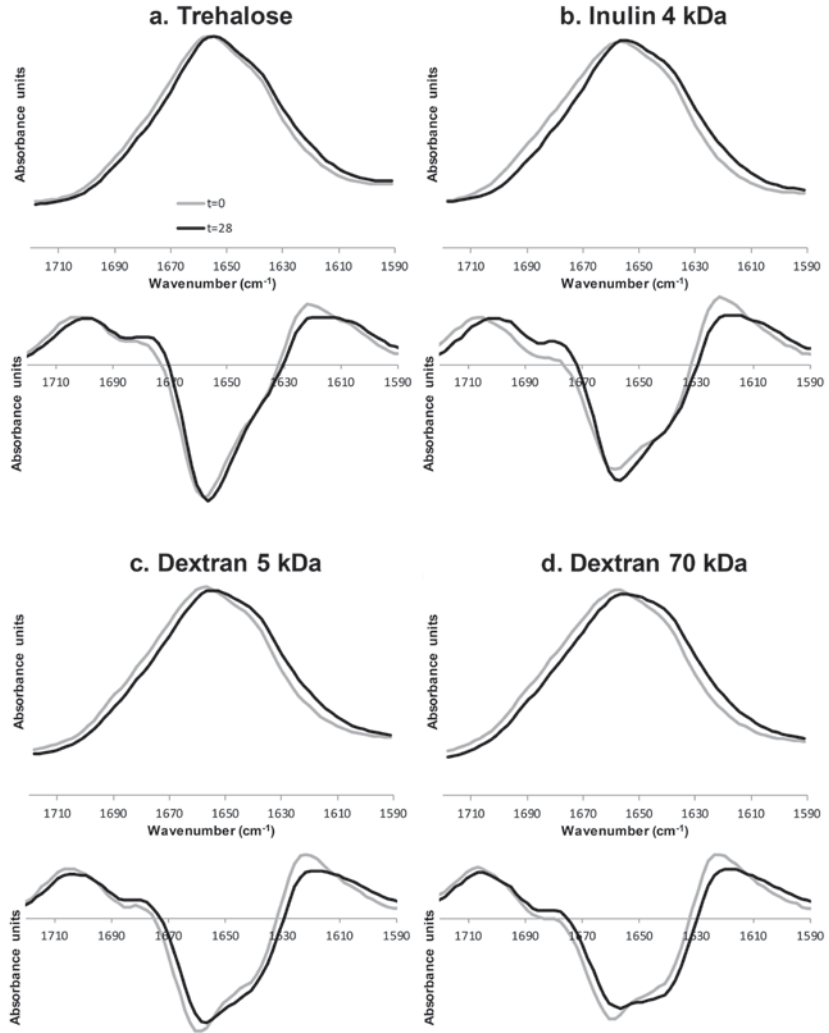 a. Trehalose
b. Inulin 4 kDa
Absorbance units
Absorbance units
t=0
t=28
1710 1690 1670 1650 1630 1610 1590
1710 1690 1670 1650 1630 1610 1590
Wavenumber (cm⁻¹)
Wavenumber (cm⁻¹)
Absorbance units
Absorbance units
1710 1690 1670 1650 1630 1610 1590
1710 1690 1670 1650 1630 1610 1590
c. Dextran 5 kDa
d. Dextran 70 kDa
Absorbance units
Absorbance units
1710 1690 1670 1650 1630 1610 1590
1710 1690 1670 1650 1630 1610 1590
Wavenumber (cm⁻¹)
Wavenumber (cm⁻¹)
Absorbance units
Absorbance units
1710 1690 1670 1650 1630 1610 1590
1710 1690 1670 1650 1630 1610 1590